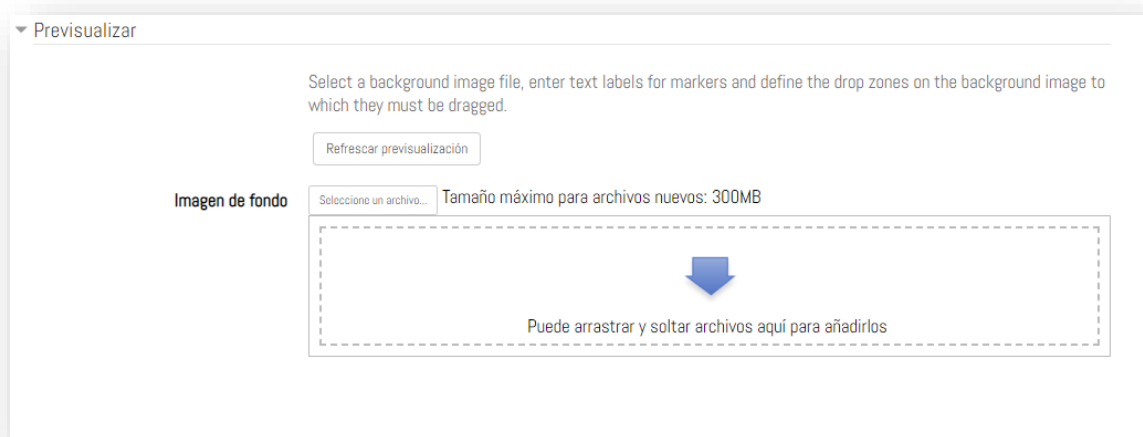 Previsualizar
Select a background image file, enter text labels for markers and define the drop zones on the background image to
which they must be dragged.
Refrescar previsualización
Imagen de fondo
Seleccione un archivo... Tamaño máximo para archivos nuevos: 300MB
Puede arrastrar y soltar archivos aquí para añadirlos